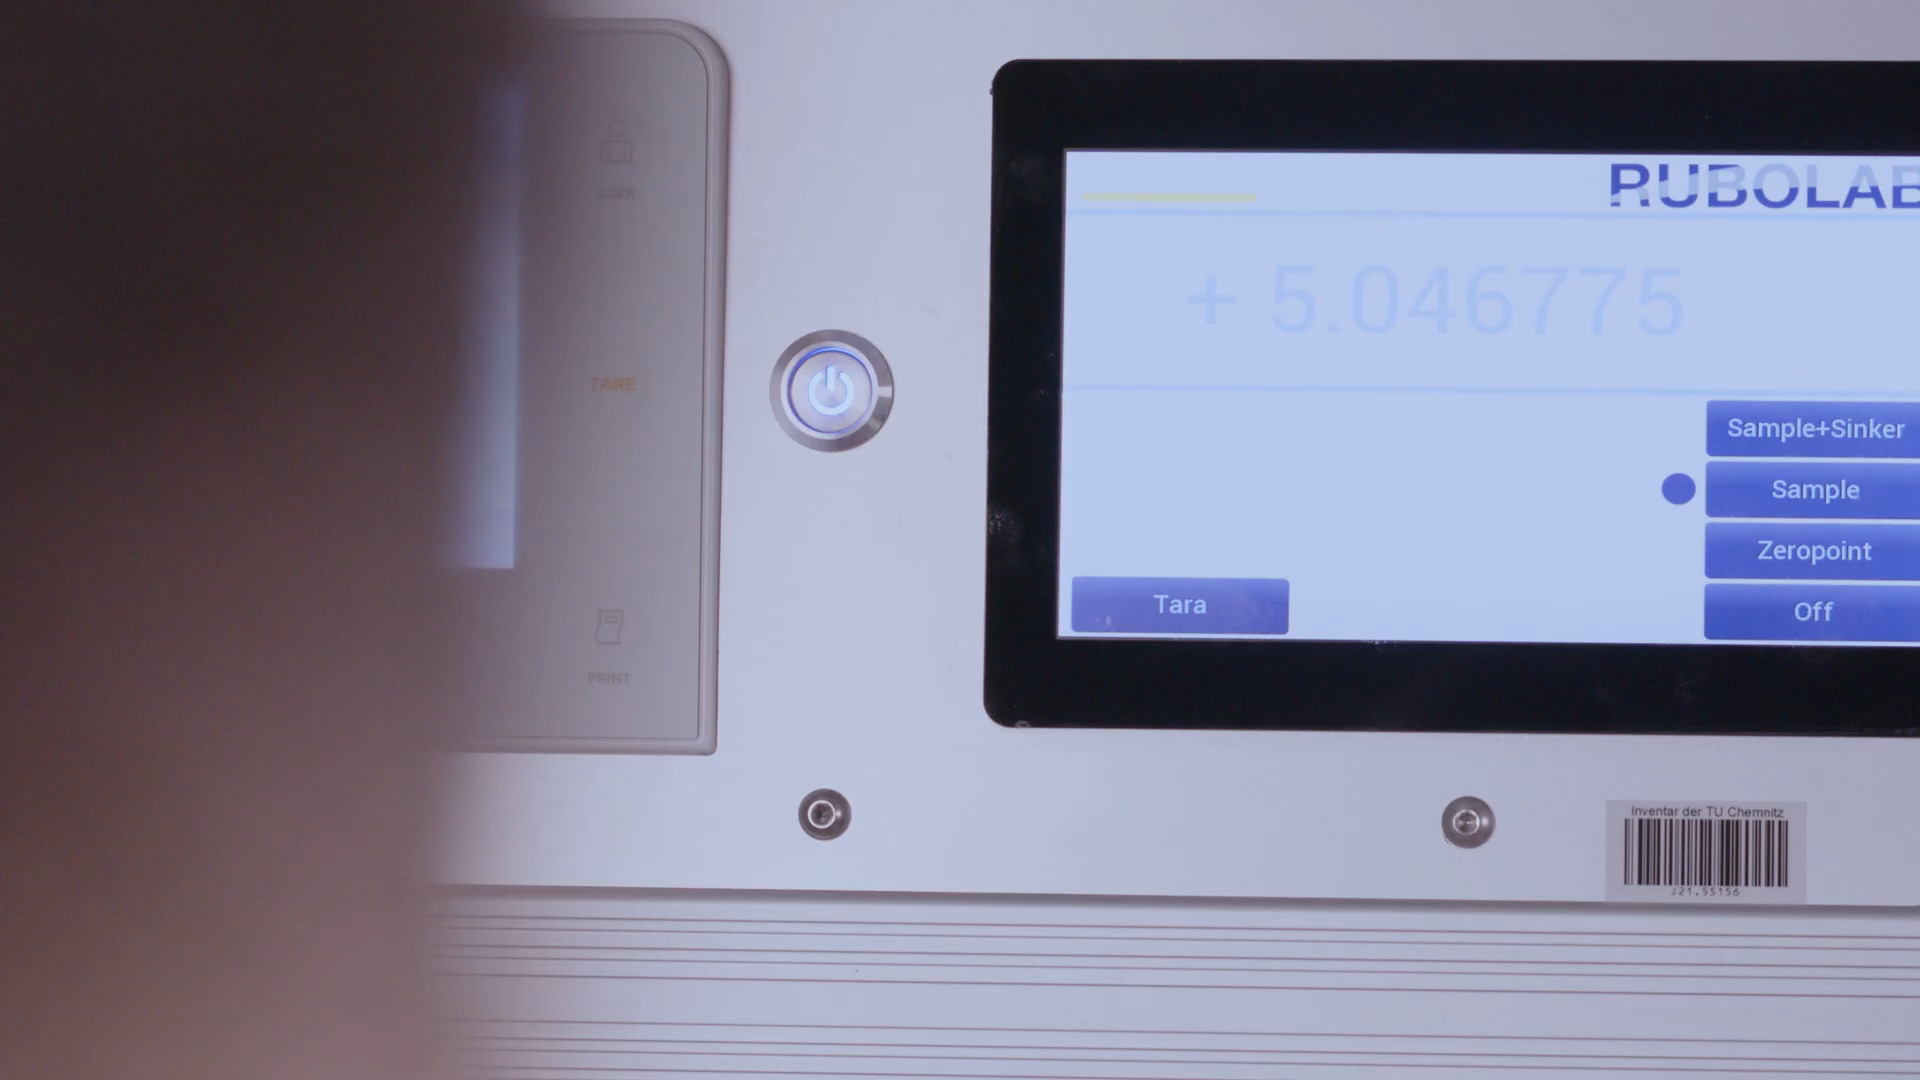 USER
TARE
PRINT
RUBOLAB
+ 5.046775
Sample+Sinker
Sample
Zeropoint
Off
Tara
Inventar der TU Chemnitz
J21.55156